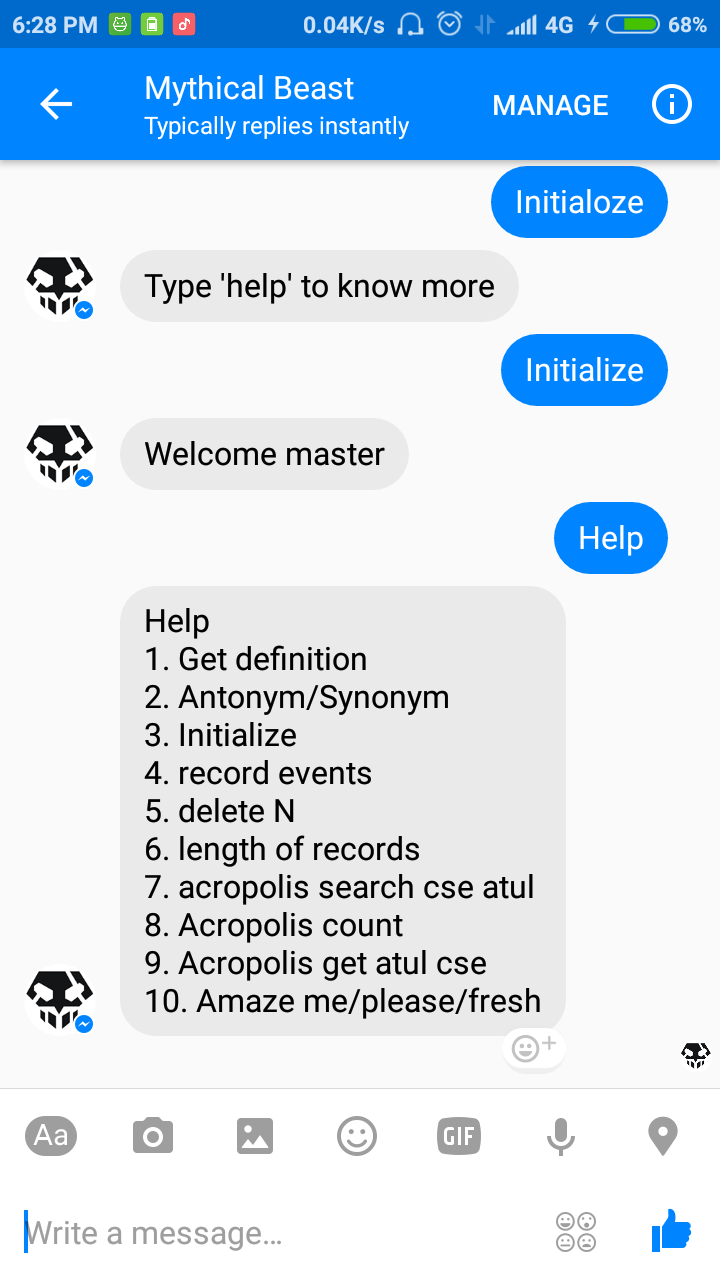 6:28 PM 0.04K/s 4G 68%
Mythical Beast
Typically replies instantly
MANAGE
Initialoze
Type 'help' to know more
Initialize
Welcome master
Help
Help
1. Get definition
2. Antonym/Synonym
3. Initialize
4. record events
5. delete N
6. length of records
7. acropolis search cse atul
8. Acropolis count
9. Acropolis get atul cse
10. Amaze me/please/fresh
Aa GIF
Write a message...